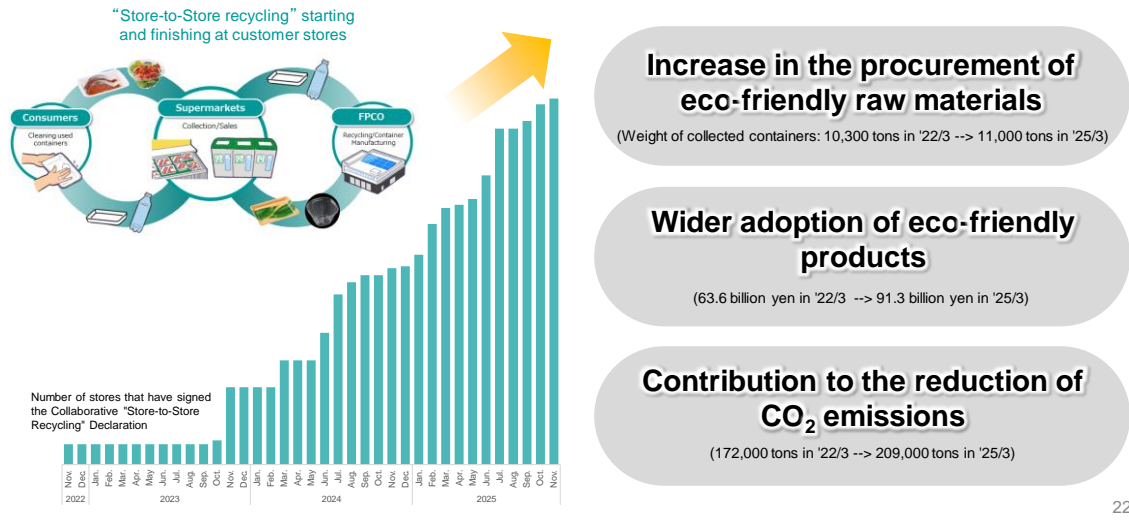 “Store-to-Store recycling” starting
and finishing at customer stores
Consumers
Cleaning used
containers
Supermarkets
Collection/Sales
FPCO
Recycling/Container
Manufacturing
Number of stores that have signed
the Collaborative "Store-to-Store
Recycling" Declaration
Nov. Dec. Jan. Feb. Mar. Apr. May Jun. Jul. Aug. Sep. Oct. Nov. Dec. Jan. Feb. Mar. Apr. May Jun. Jul. Aug. Sep. Oct. Nov. Dec. Jan. Feb. Mar. Apr. May Jun. Jul. Aug. Sep. Oct. Nov.
2022 2023 2024 2025
Increase in the procurement of
eco-friendly raw materials
(Weight of collected containers: 10,300 tons in '22/3 --> 11,000 tons in '25/3)
Wider adoption of eco-friendly
products
(63.6 billion yen in '22/3 --> 91.3 billion yen in '25/3)
Contribution to the reduction of
CO2 emissions
(172,000 tons in '22/3 --> 209,000 tons in '25/3)
22